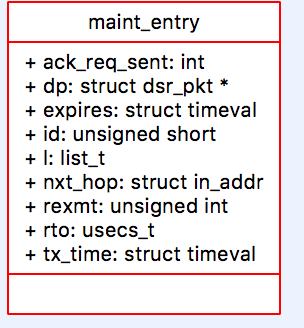 maint_entry
+ ack_req_sent: int
+ dp: struct dsr_pkt *
+ expires: struct timeval
+ id: unsigned short
+ l: list_t
+ nxt_hop: struct in_addr
+ rexmt: unsigned int
+ rto: usecs_t
+ tx_time: struct timeval